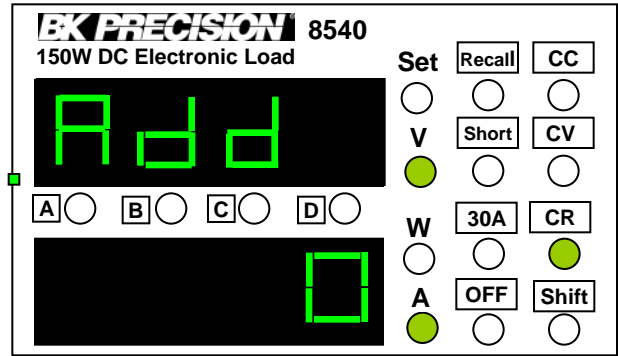 BK PRECISION® 8540
150W DC Electronic Load
Set Recall CC
Add
V Short CV
A B C D
W 30A CR
0
A OFF Shift